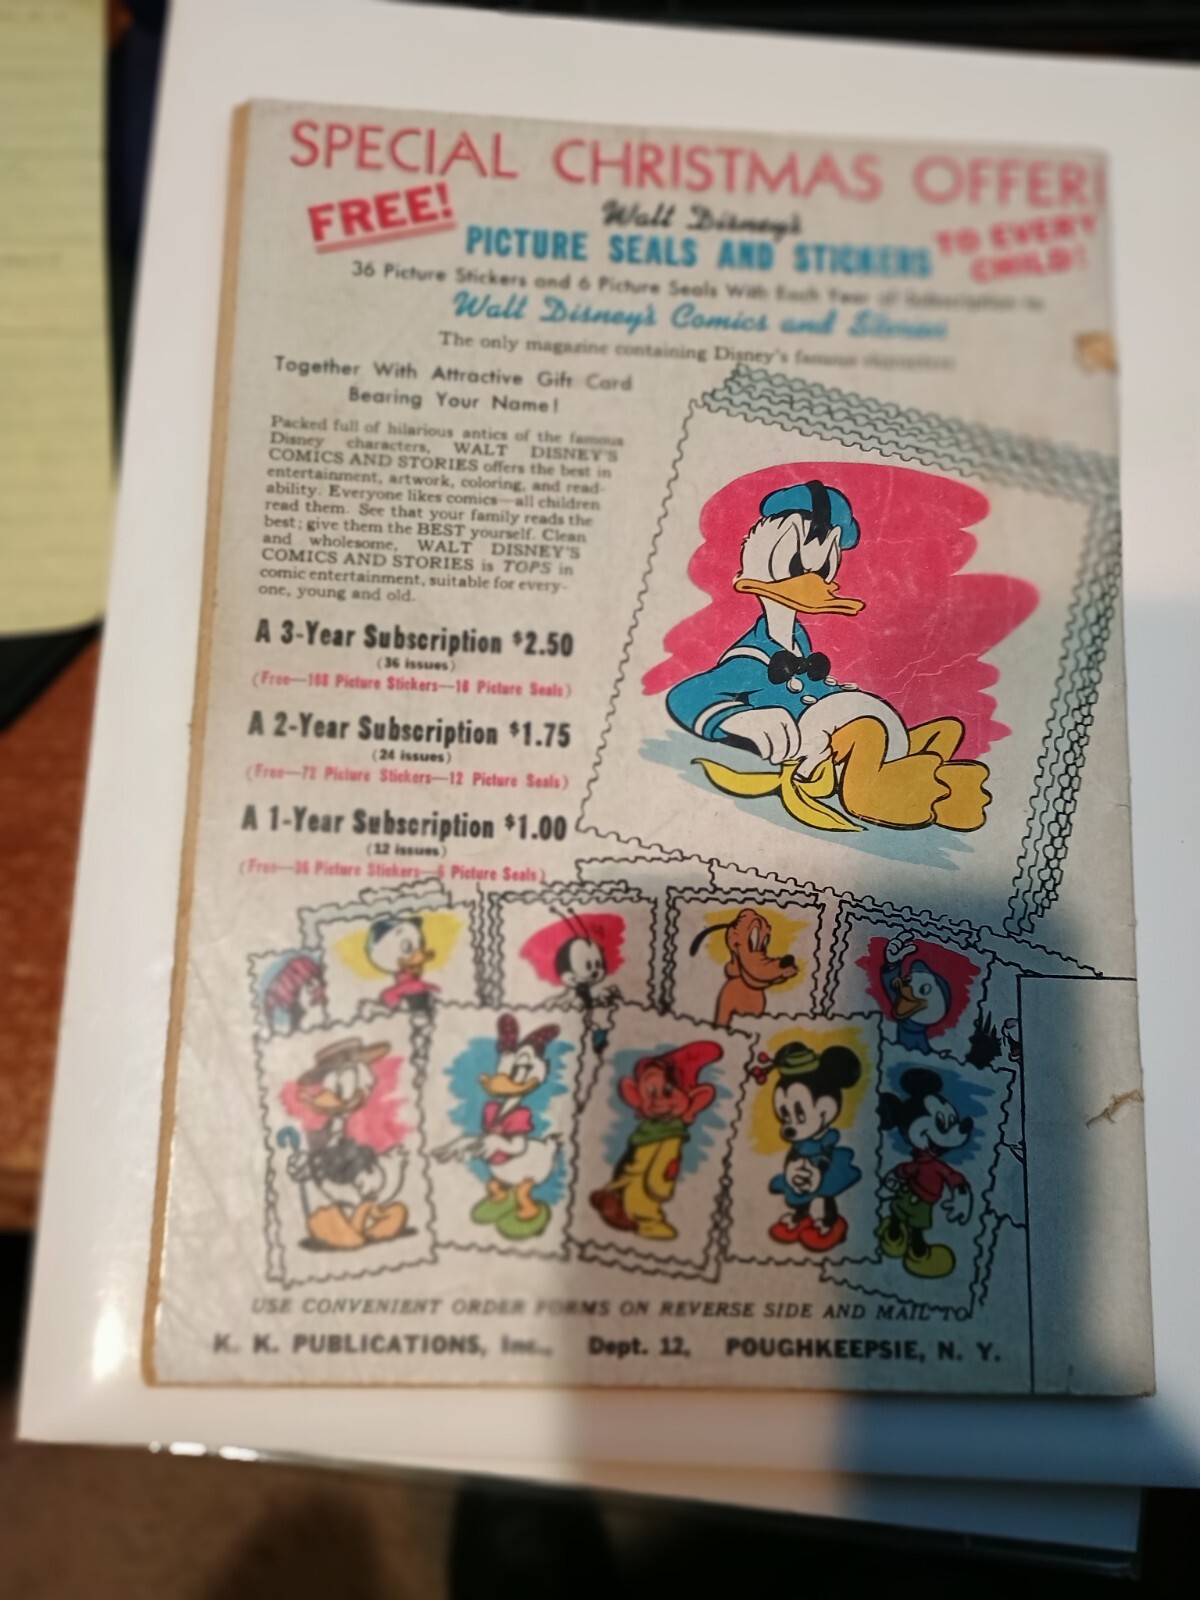 SPECIAL CHRISTMAS OFFER!
FREE!
Walt Disney's
PICTURE SEALS AND STICKERS
TO EVERY
CHILD!
36 Picture Stickers and 6 Picture Seals With Each Year of Subscription to
Walt Disney's Comics and Stories
The only magazine containing Disney's famous characters!
Together With Attractive Gift Card
Bearing Your Name!
Packed full of hilarious antics of the famous
Disney characters, WALT DISNEY'S
COMICS AND STORIES offers the best in
entertainment, artwork, coloring, and read-
ability. Everyone likes comics—all children
read them. See that your family reads the
best; give them the BEST yourself. Clean
and wholesome, WALT DISNEY'S
COMICS AND STORIES is TOPS in
comic entertainment, suitable for every-
one, young and old.
A 3-Year Subscription $2.50
(36 issues)
(Free—108 Picture Stickers—18 Picture Seals)
A 2-Year Subscription $1.75
(24 issues)
(Free—72 Picture Stickers—12 Picture Seals)
A 1-Year Subscription $1.00
(12 issues)
(Free—36 Picture Stickers—6 Picture Seals)
USE CONVENIENT ORDER FORMS ON REVERSE SIDE AND MAIL TO
K. K. PUBLICATIONS, Inc., Dept. 12, POUGHKEEPSIE, N. Y.